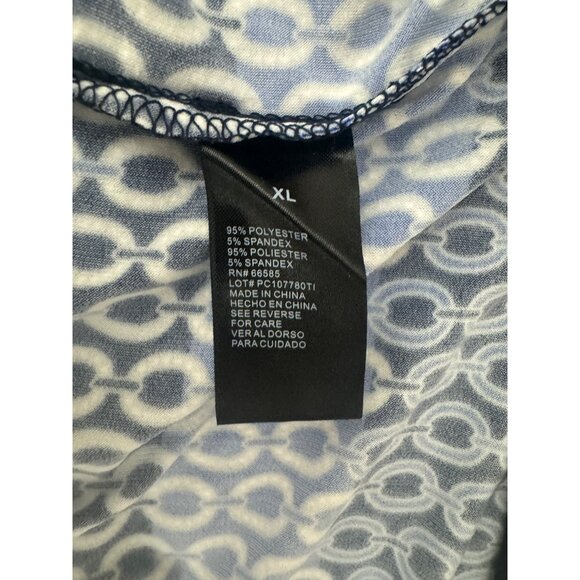 XL
95% POLYESTER
5% SPANDEX
95% POLIESTER
5% SPANDEX
RN# 66585
LOT# PC107780TI
MADE IN CHINA
HECHO EN CHINA
SEE REVERSE
FOR CARE
VER AL DORSO
PARA CUIDADO